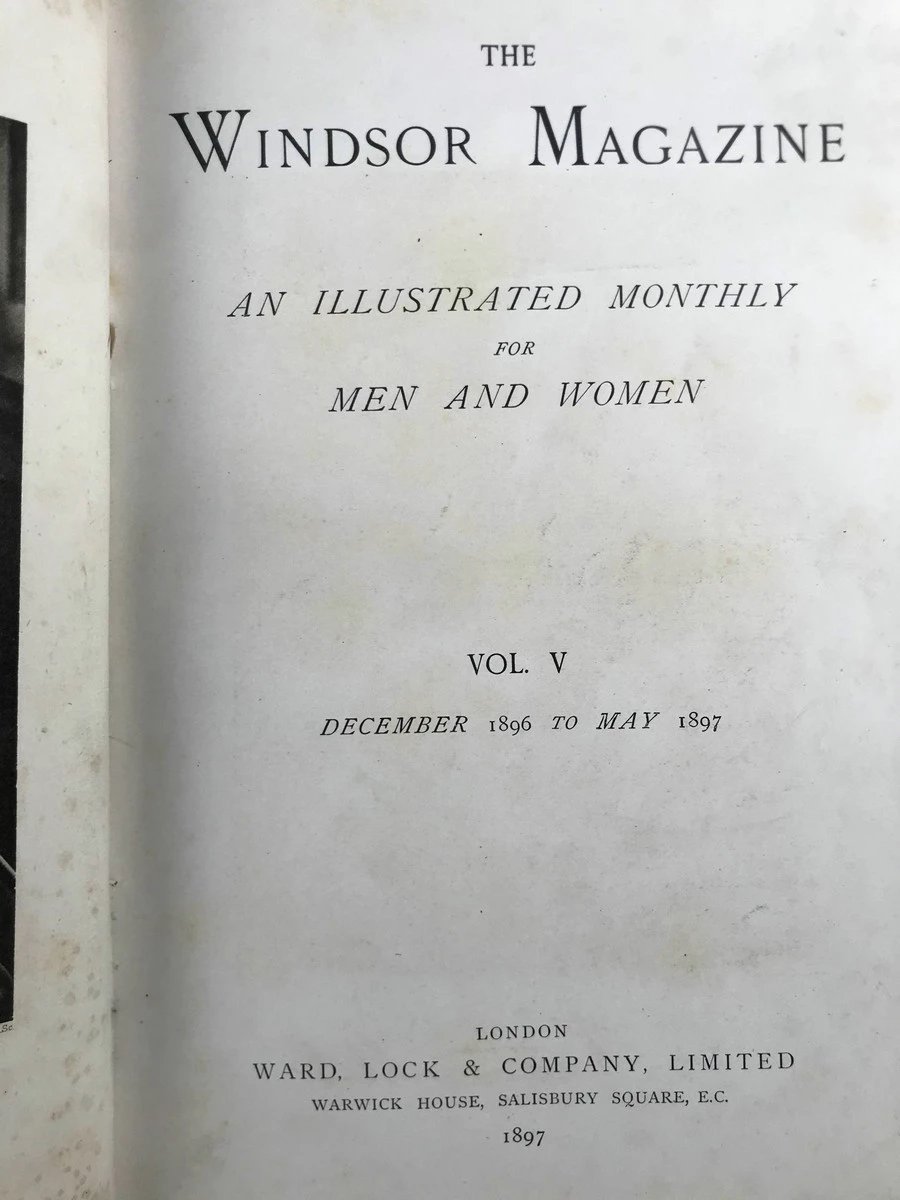 THE
WINDSOR MAGAZINE
AN ILLUSTRATED MONTHLY
FOR
MEN AND WOMEN
VOL. V
DECEMBER 1896 TO MAY 1897
Sc.
LONDON
WARD, LOCK & COMPANY, LIMITED
WARWICK HOUSE, SALISBURY SQUARE, E.C.
1897